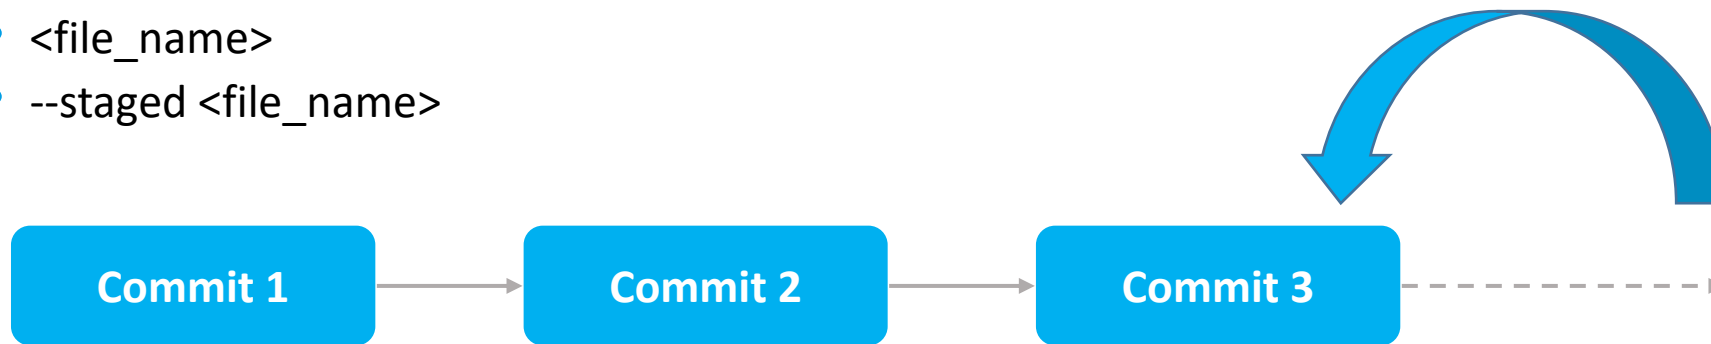 <file_name>
--staged <file_name>
Commit 1
Commit 2
Commit 3